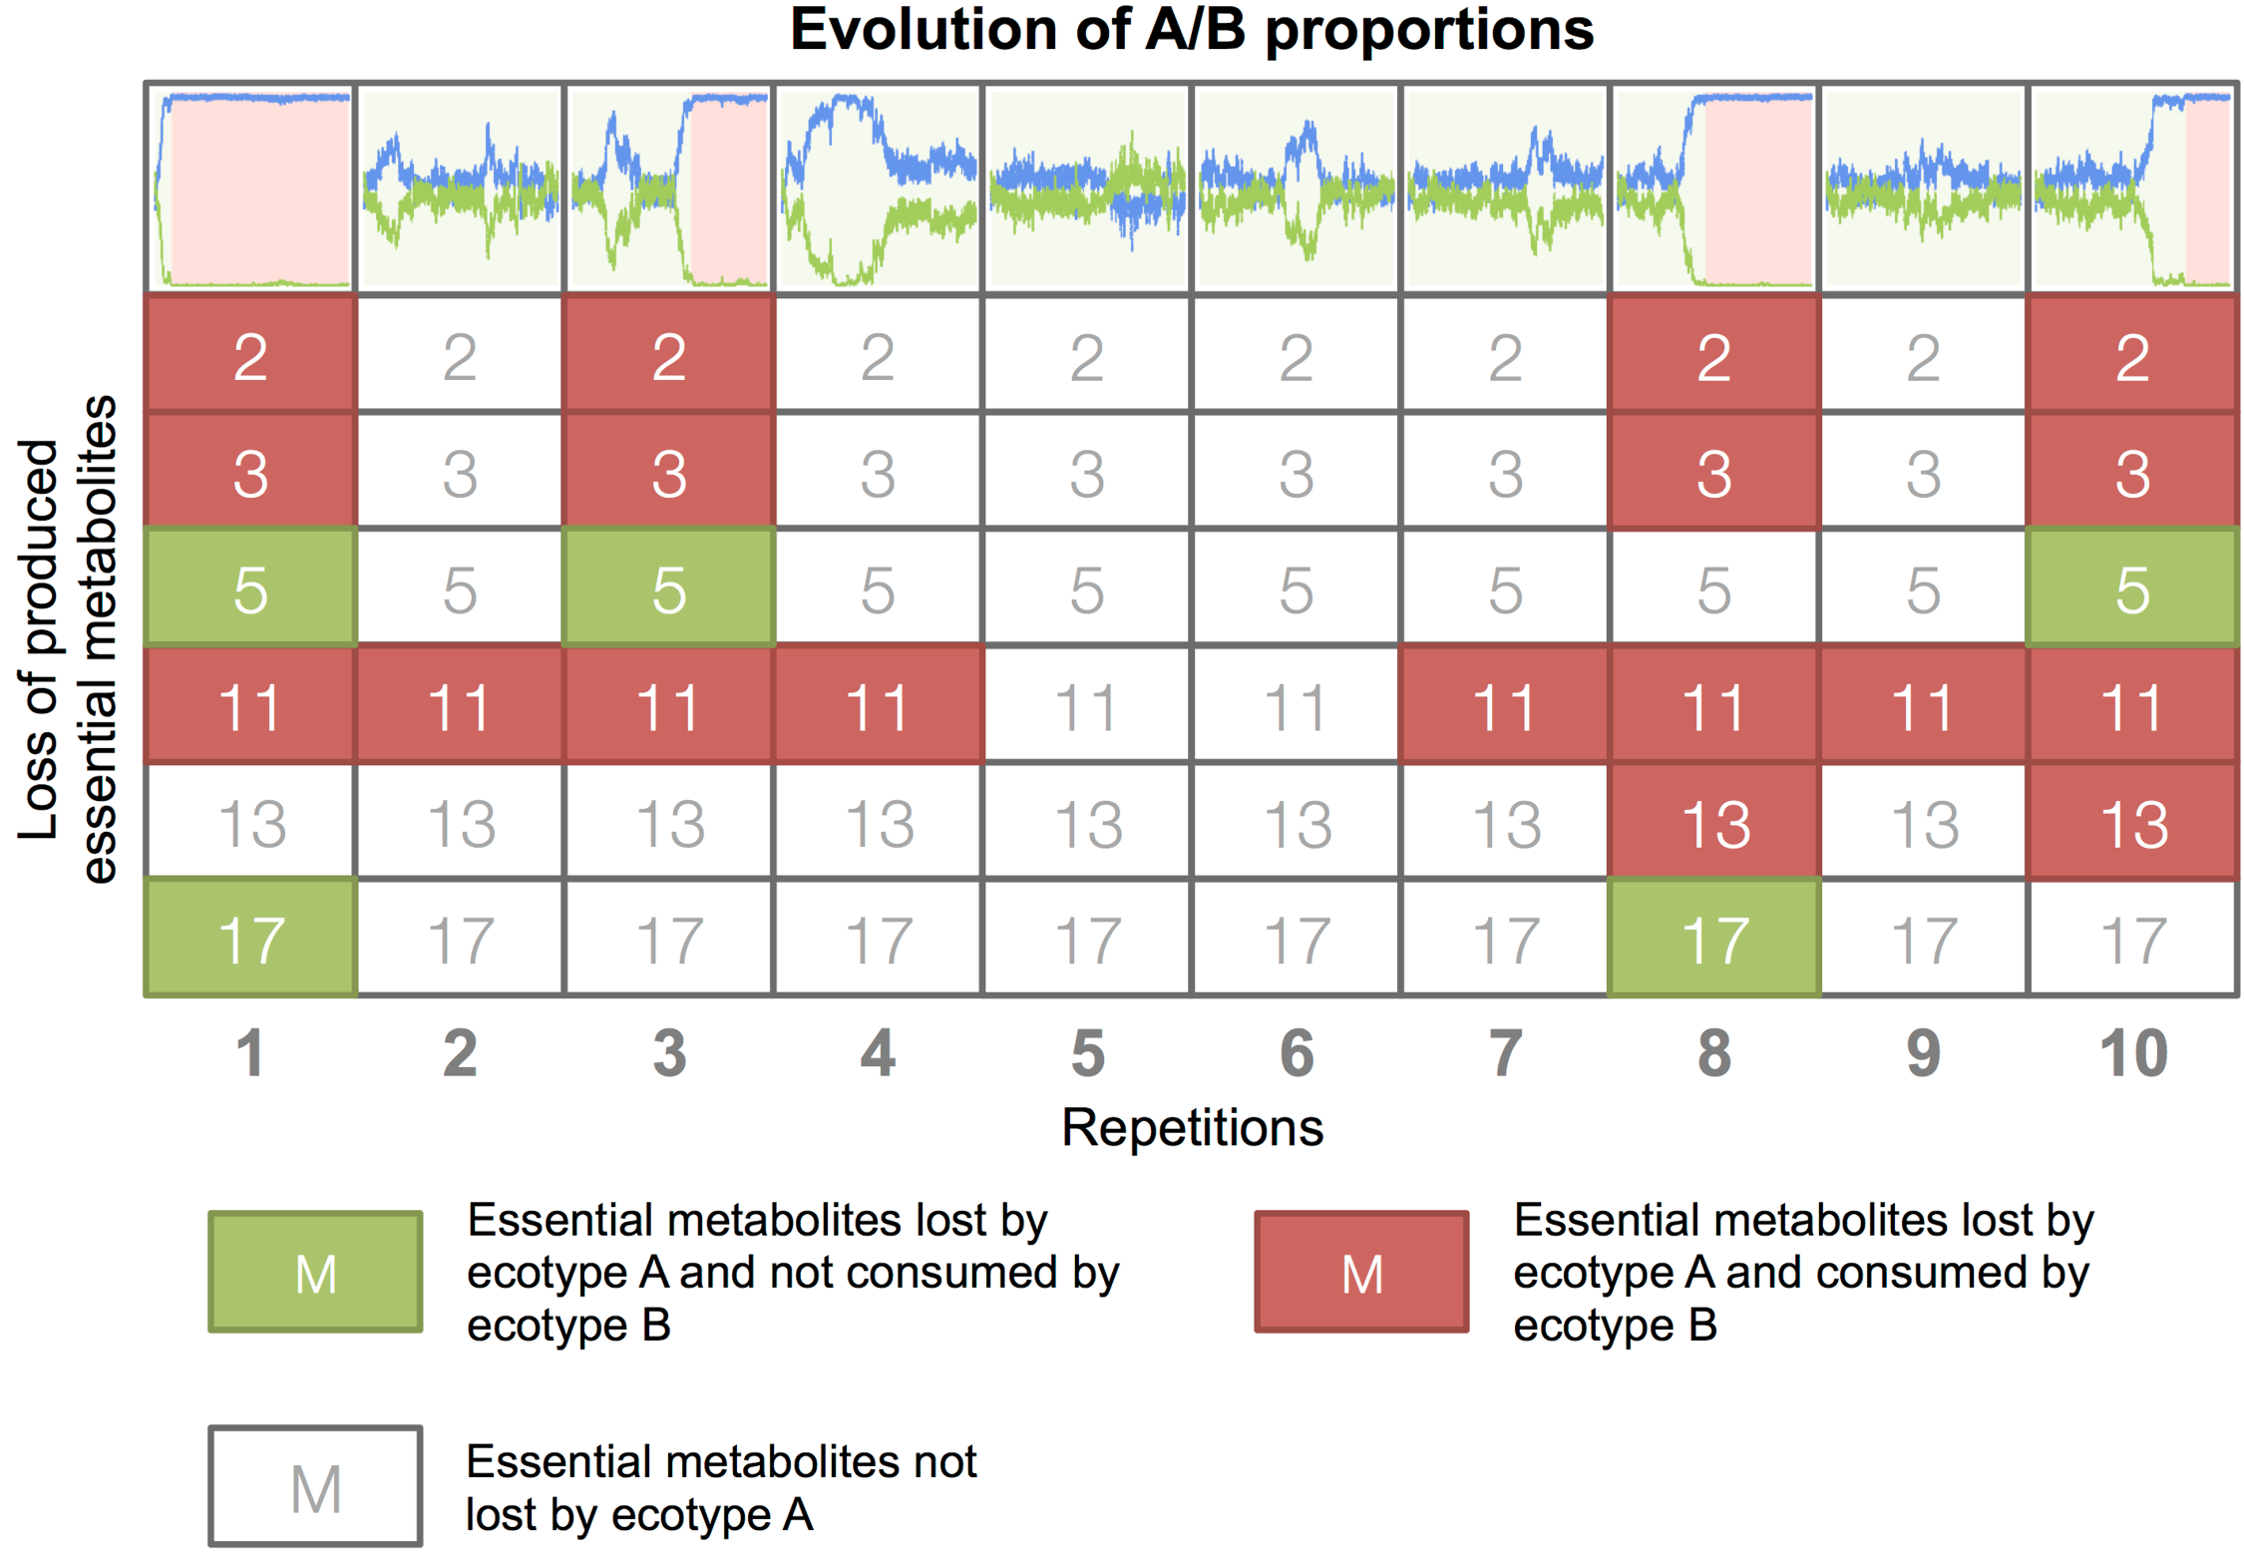 Evolution of A/B proportions
Loss of produced
essential metabolites
2 2 2 2 2 2 2 2 2 2
3 3 3 3 3 3 3 3 3 3
5 5 5 5 5 5 5 5 5 5
11 11 11 11 11 11 11 11 11 11
13 13 13 13 13 13 13 13 13 13
17 17 17 17 17 17 17 17 17 17
1 2 3 4 5 6 7 8 9 10
Repetitions
M
Essential metabolites lost by
ecotype A and not consumed by
ecotype B
M
Essential metabolites lost by
ecotype A and consumed by
ecotype B
M
Essential metabolites not
lost by ecotype A